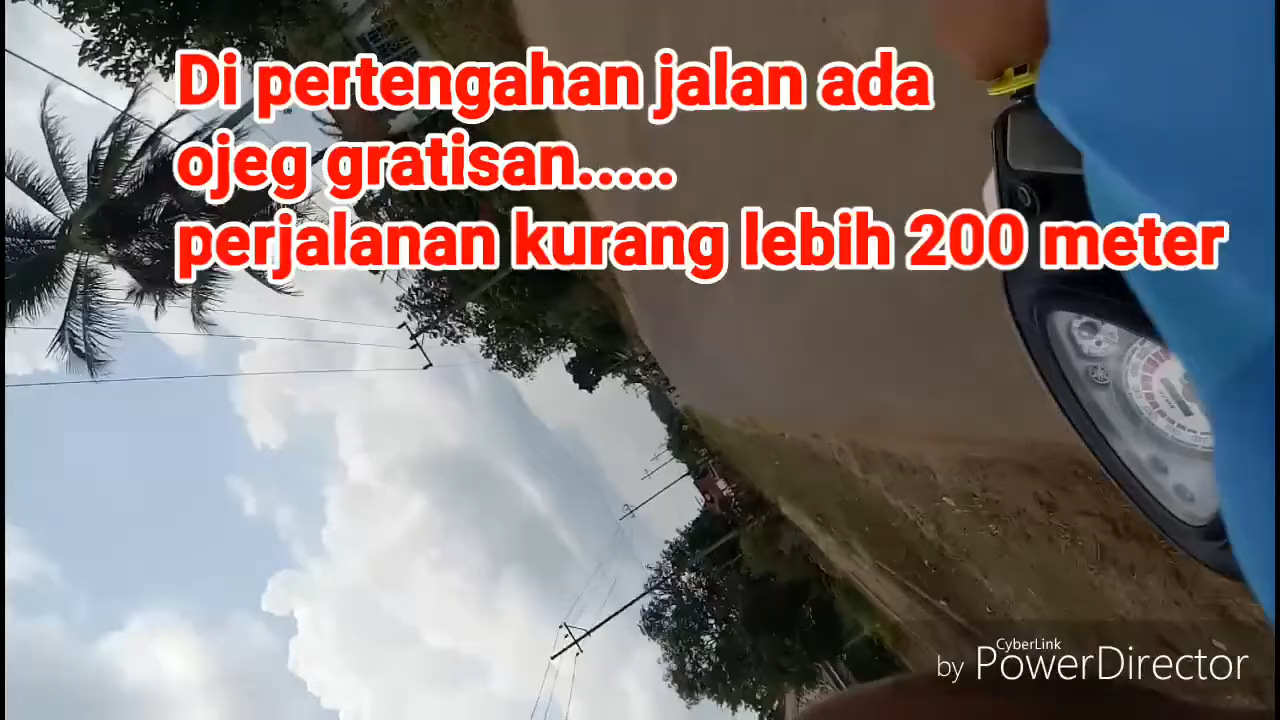 Di pertengahan jalan ada
ojeg gratisan.....
perjalanan kurang lebih 200 meter
CyberLink
by PowerDirector